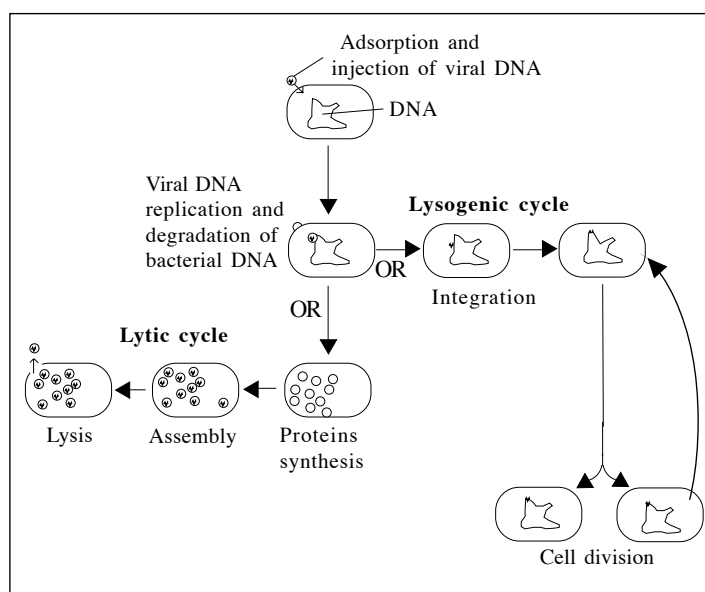 Adsorption and
injection of viral DNA
DNA
Viral DNA
replication and
degradation of
bacterial DNA
Lysogenic cycle
OR
Integration
OR
Lytic cycle
Lysis
Assembly
Proteins
synthesis
Cell division